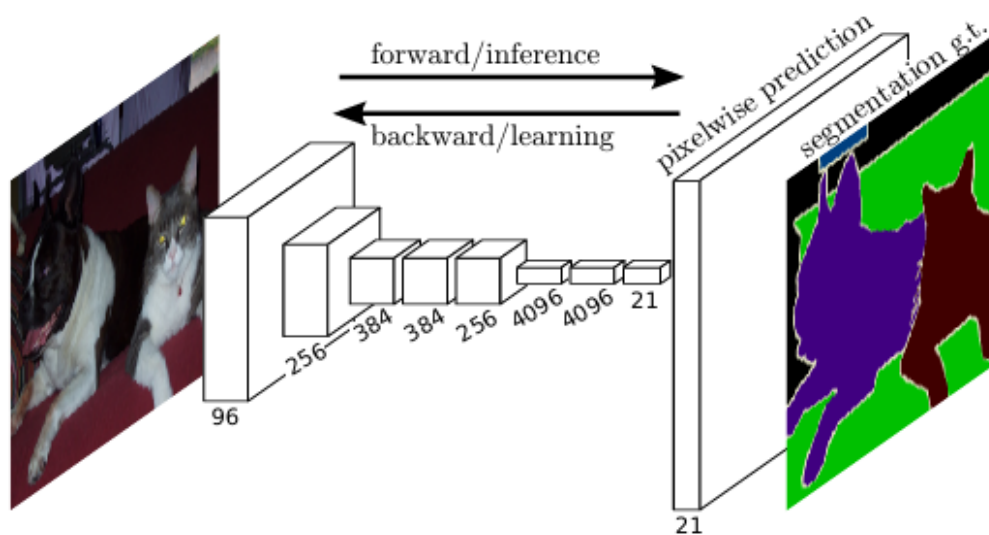 forward/inference
backward/learning
pixelwise prediction
segmentation g.t.
96
256
384
384
256
4096
4096
21
21